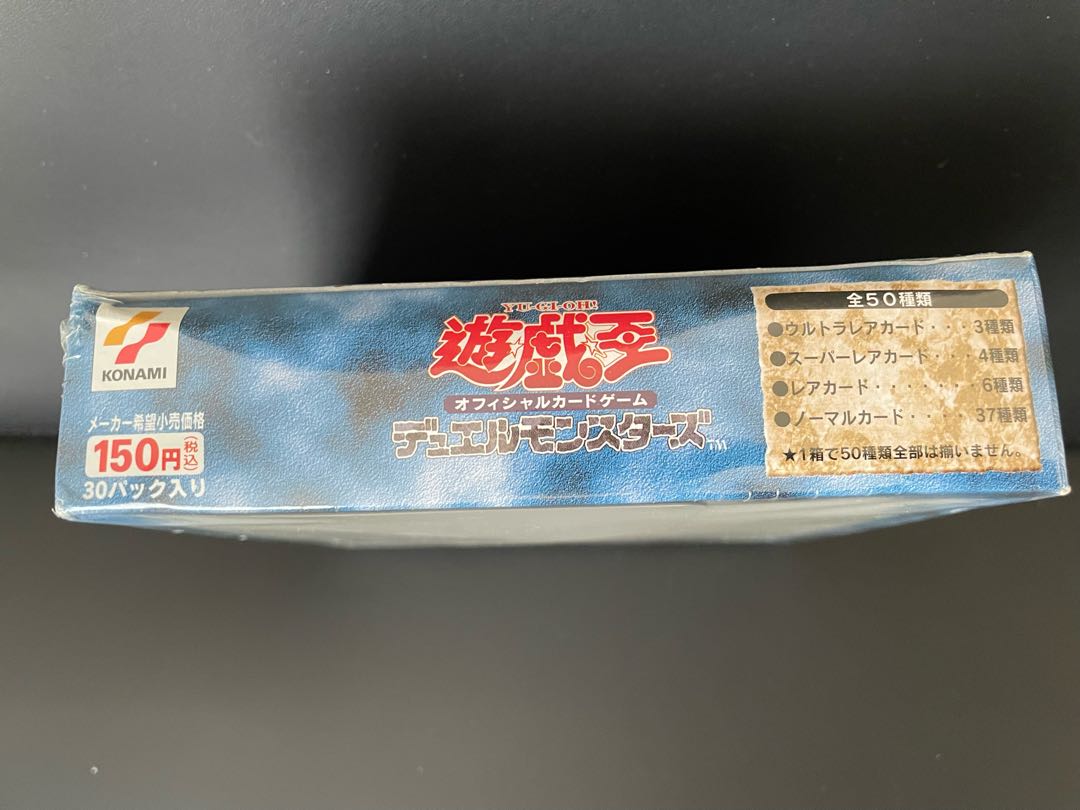 KONAMI
メーカー希望小売価格
150円(税込)
30パック入り
YU-GI-OH!
遊戯王
オフィシャルカードゲーム
デュエルモンスターズ TM
全50種類
●ウルトラレアカード・・・3種類
●スーパーレアカード・・・4種類
●レアカード・・・・・・・6種類
●ノーマルカード・・・・37種類
★1箱で50種類全部は揃いません。